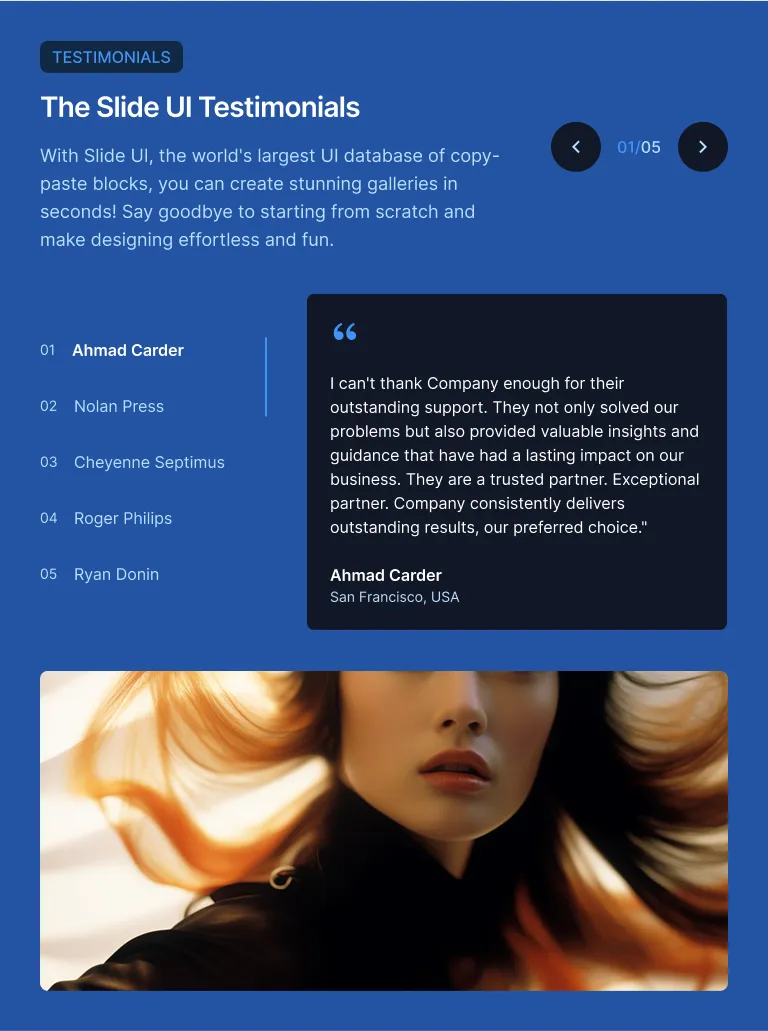 TESTIMONIALS
The Slide UI Testimonials
With Slide UI, the world's largest UI database of copy-
paste blocks, you can create stunning galleries in
seconds! Say goodbye to starting from scratch and
make designing effortless and fun.
01/05
01 Ahmad Carder
02 Nolan Press
03 Cheyenne Septimus
04 Roger Philips
05 Ryan Donin
“
I can't thank Company enough for their
outstanding support. They not only solved our
problems but also provided valuable insights and
guidance that have had a lasting impact on our
business. They are a trusted partner. Exceptional
partner. Company consistently delivers
outstanding results, our preferred choice."
Ahmad Carder
San Francisco, USA